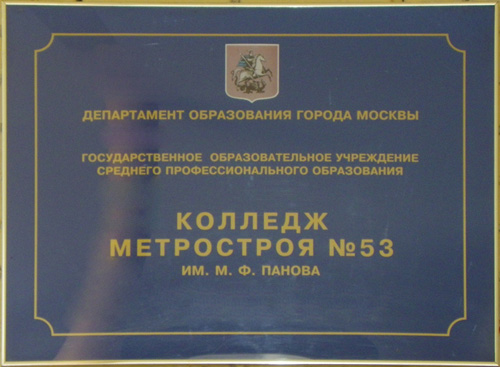 ДЕПАРТАМЕНТ ОБРАЗОВАНИЯ ГОРОДА МОСКВЫ
ГОСУДАРСТВЕННОЕ ОБРАЗОВАТЕЛЬНОЕ УЧРЕЖДЕНИЕ
СРЕДНЕГО ПРОФЕССИОНАЛЬНОГО ОБРАЗОВАНИЯ
КОЛЛЕДЖ
МЕТРОСТРОЯ №53
ИМ. М. Ф. ПАНОВА